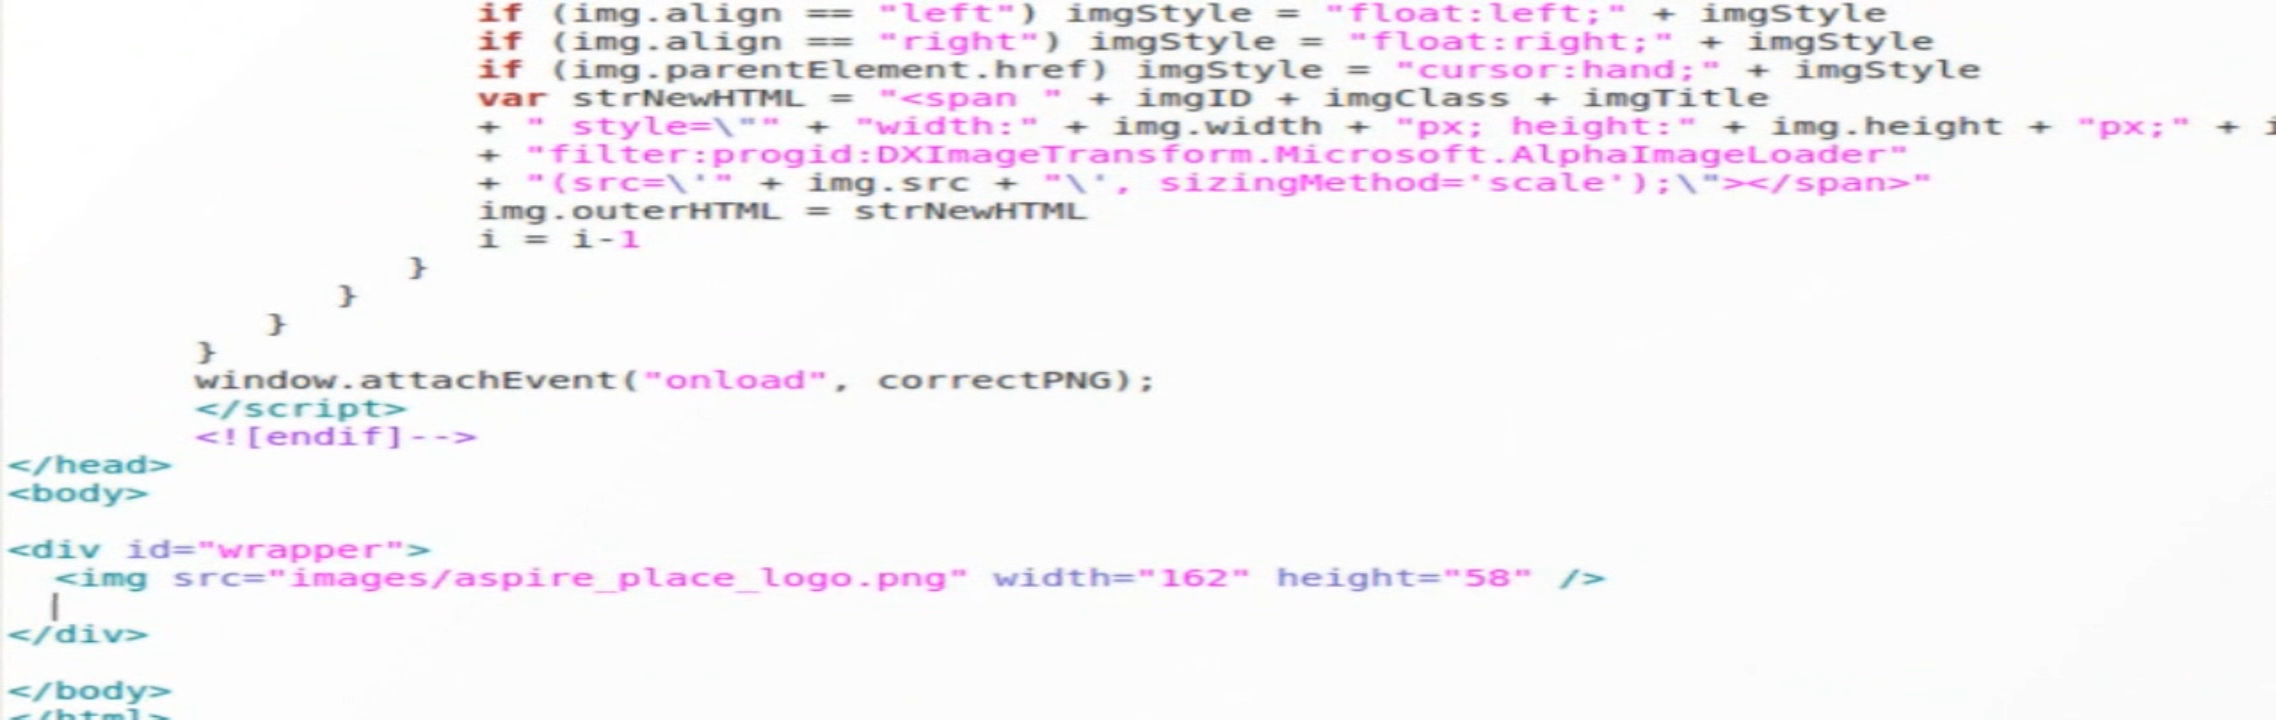 if (img.align == "left") imgStyle = "float:left;" + imgStyle
if (img.align == "right") imgStyle = "float:right;" + imgStyle
if (img.parentElement.href) imgStyle = "cursor:hand;" + imgStyle
var strNewHTML = "<span " + imgID + imgClass + imgTitle
+ " style=\"" + "width:" + img.width + "px; height:" + img.height + "px;" +
+ "filter:progid:DXImageTransform.Microsoft.AlphaImageLoader"
+ "(src=\'" + img.src + "\', sizingMethod='scale');\"></span>"
img.outerHTML = strNewHTML
i = i-1
}
}
}
}
window.attachEvent("onload", correctPNG);
</script>
<![endif]-->
</head>
<body>
<div id="wrapper">
<img src="images/aspire_place_logo.png" width="162" height="58" />
</div>
</body>
</html>